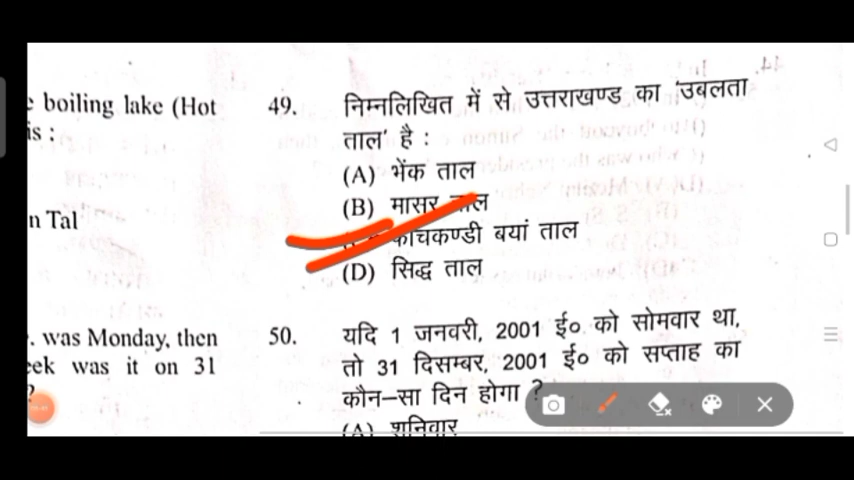 e boiling lake (Hot
is :
n Tal
. was Monday, then
eek was it on 31
?
49. निम्नलिखित में से उत्तराखण्ड का 'उबलता
ताल' है :
(A) भेंक ताल
(B) मासर ताल
काचकण्डी बयां ताल
(D) सिद्ध ताल
50. यदि 1 जनवरी, 2001 ई० को सोमवार था,
तो 31 दिसम्बर, 2001 ई० को सप्ताह का
कौन-सा दिन होगा ?
(A) शनिवार